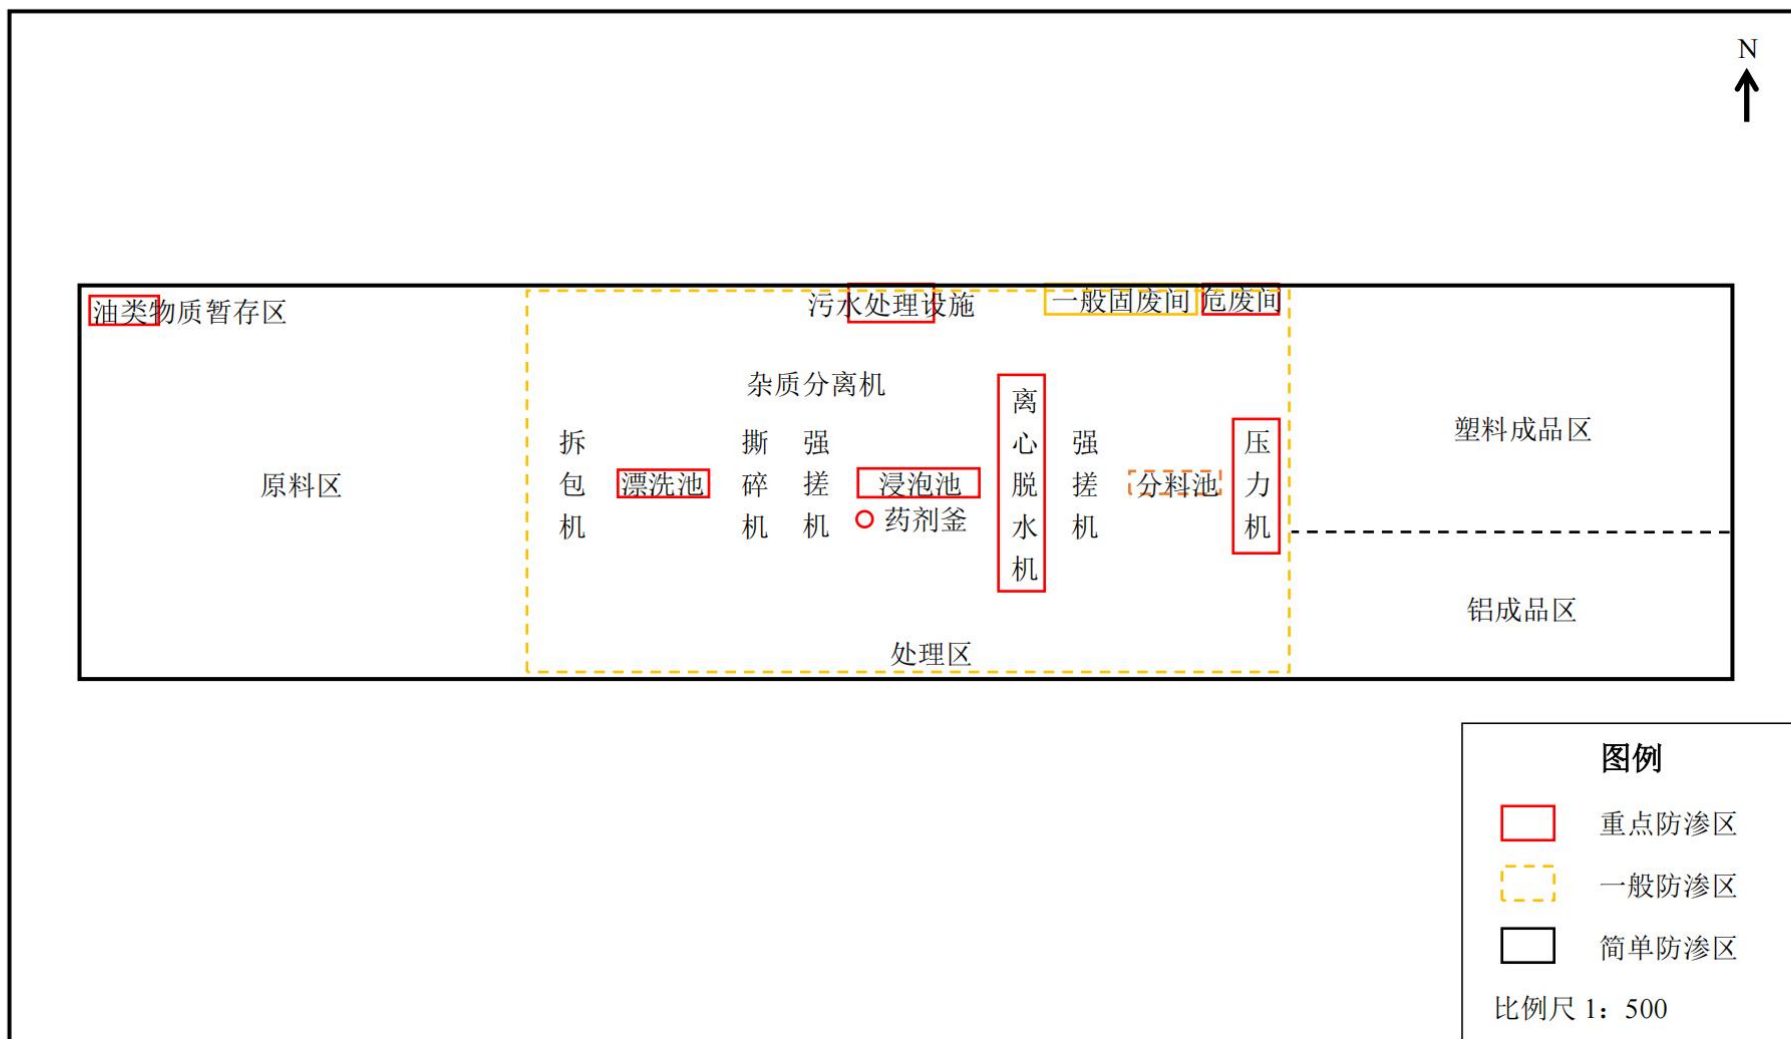 N
油类物质暂存区
污水处理设施
一般固废间
危废间
杂质分离机
原料区
拆包机
漂洗池
撕碎机
强搓机
浸泡池
药剂釜
离心脱水机
强搓机
分料池
压力机
塑料成品区
铝成品区
处理区
图例
重点防渗区
一般防渗区
简单防渗区
比例尺 1：500